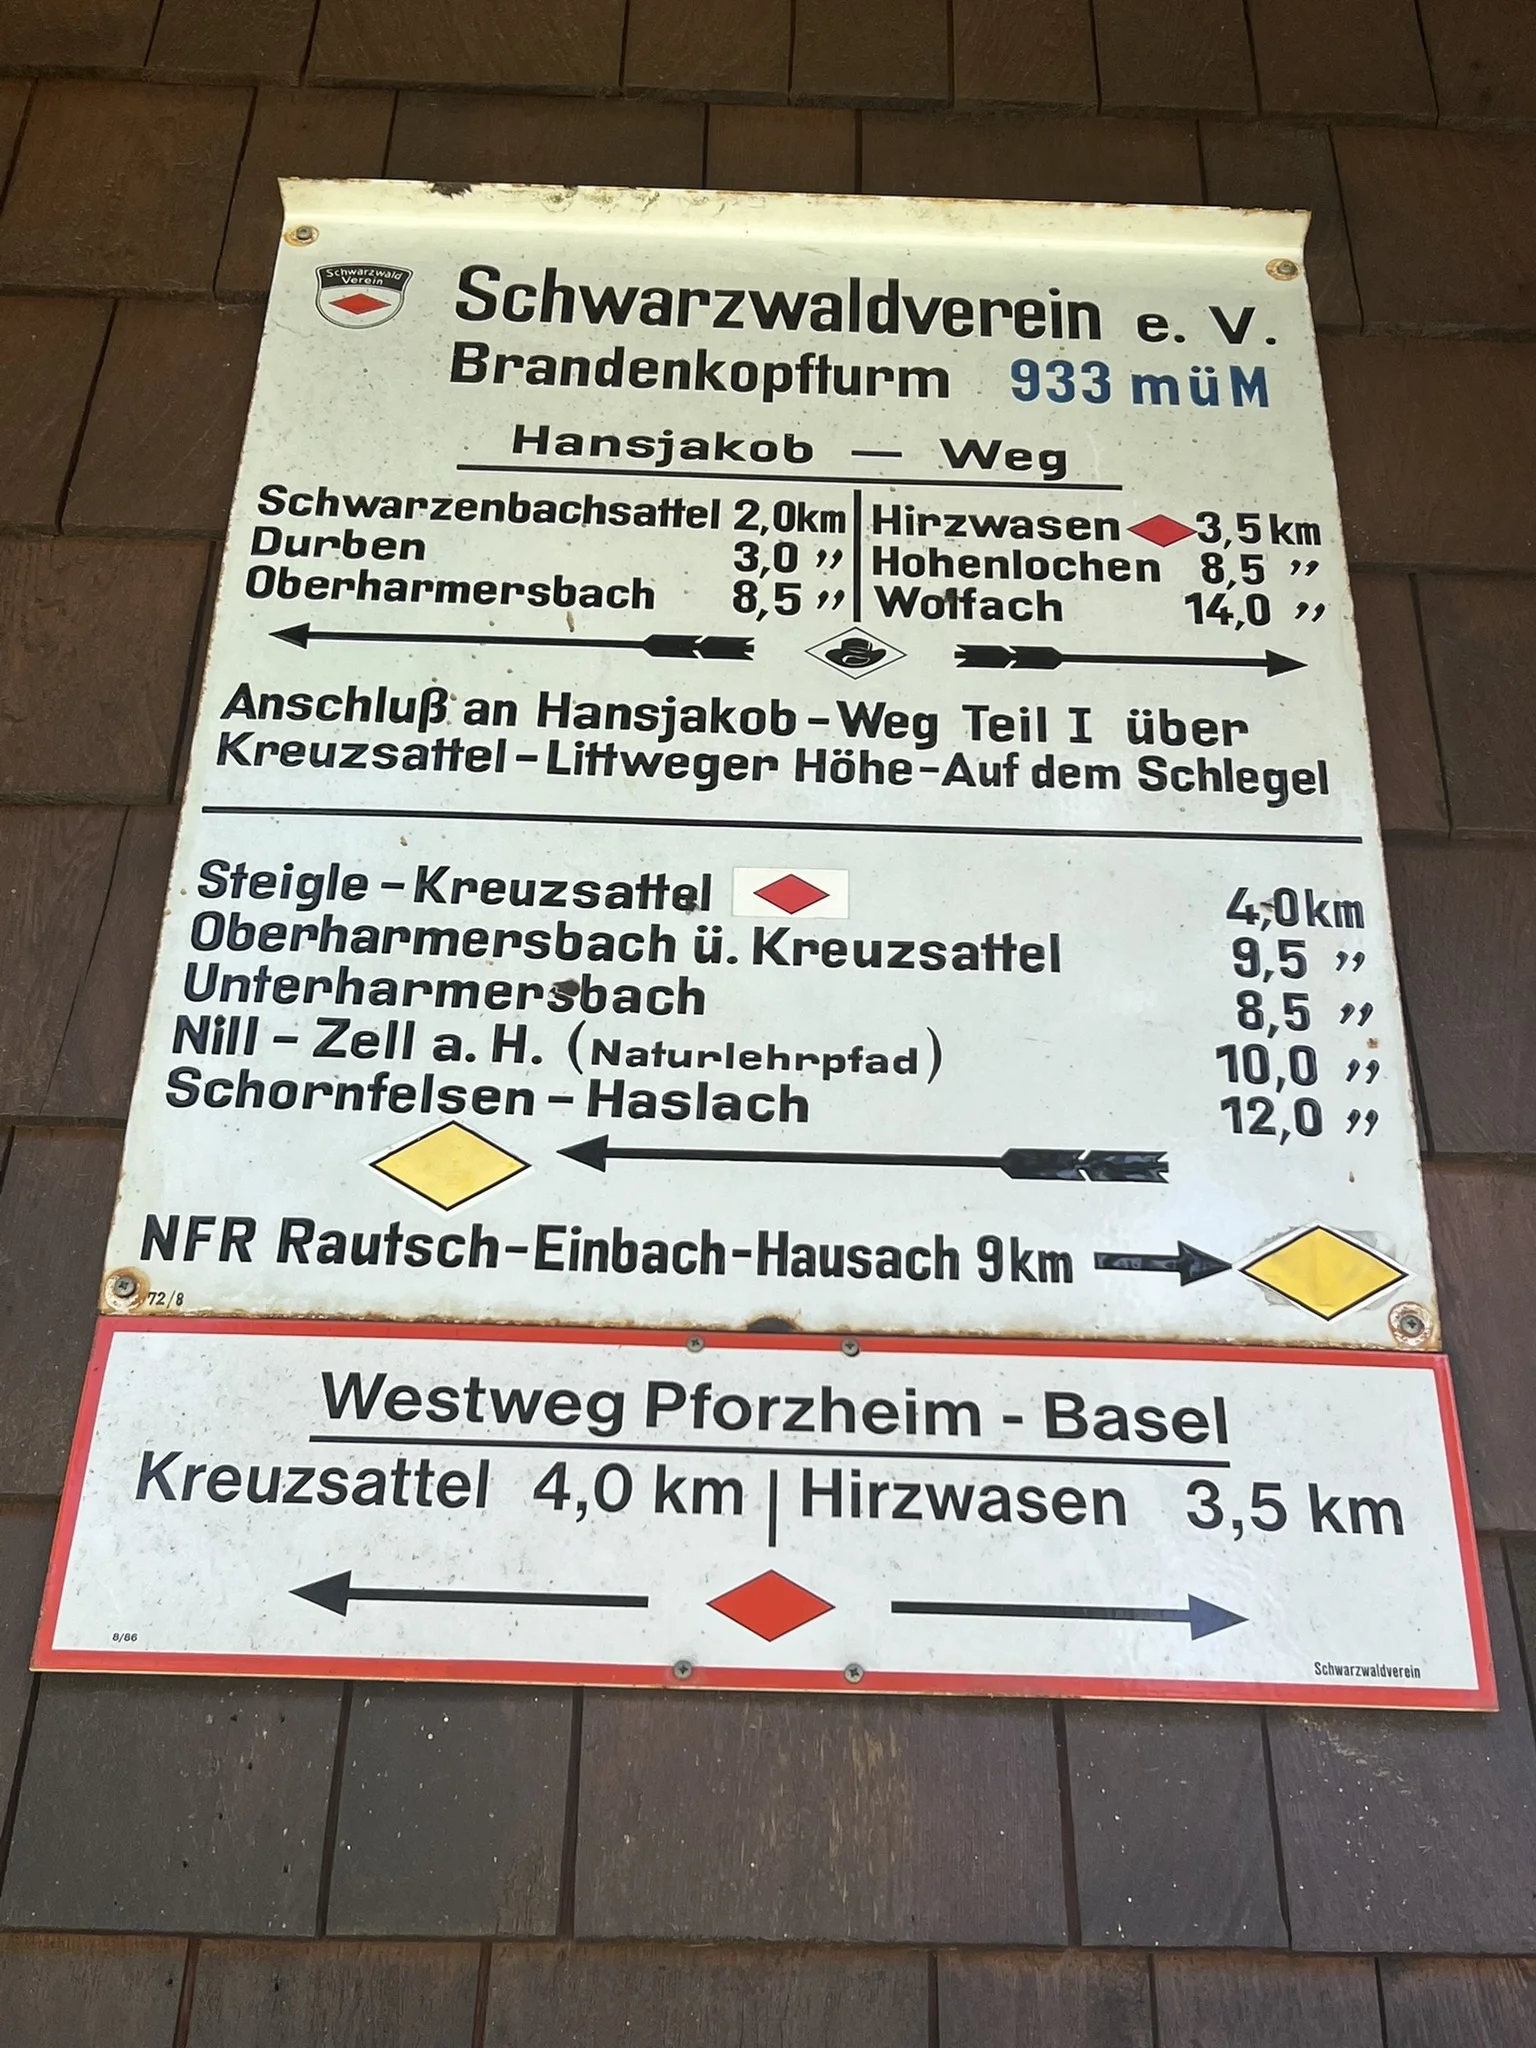 Schwarzwald
Verein
Schwarzwaldverein e. V.
Brandenkopfturm 933 müM
Hansjakob – Weg
Schwarzenbachsattel 2,0km Hirzwasen 3,5 km
Durben 3,0 ,, Hohenlochen 8,5 ,,
Oberharmersbach 8,5 ,, Wolfach 14,0 ,,
Anschluß an Hansjakob-Weg Teil I über
Kreuzsattel-Littweger Höhe-Auf dem Schlegel
Steigle-Kreuzsattel 4,0km
Oberharmersbach ü. Kreuzsattel 9,5 ,,
Unterharmersbach 8,5 ,,
Nill - Zell a. H. (Naturlehrpfad) 10,0 ,,
Schornfelsen - Haslach 12,0 ,,
NFR Rautsch-Einbach-Hausach 9km
72/8
Westweg Pforzheim - Basel
Kreuzsattel 4,0 km | Hirzwasen 3,5 km
8/86
Schwarzwaldverein